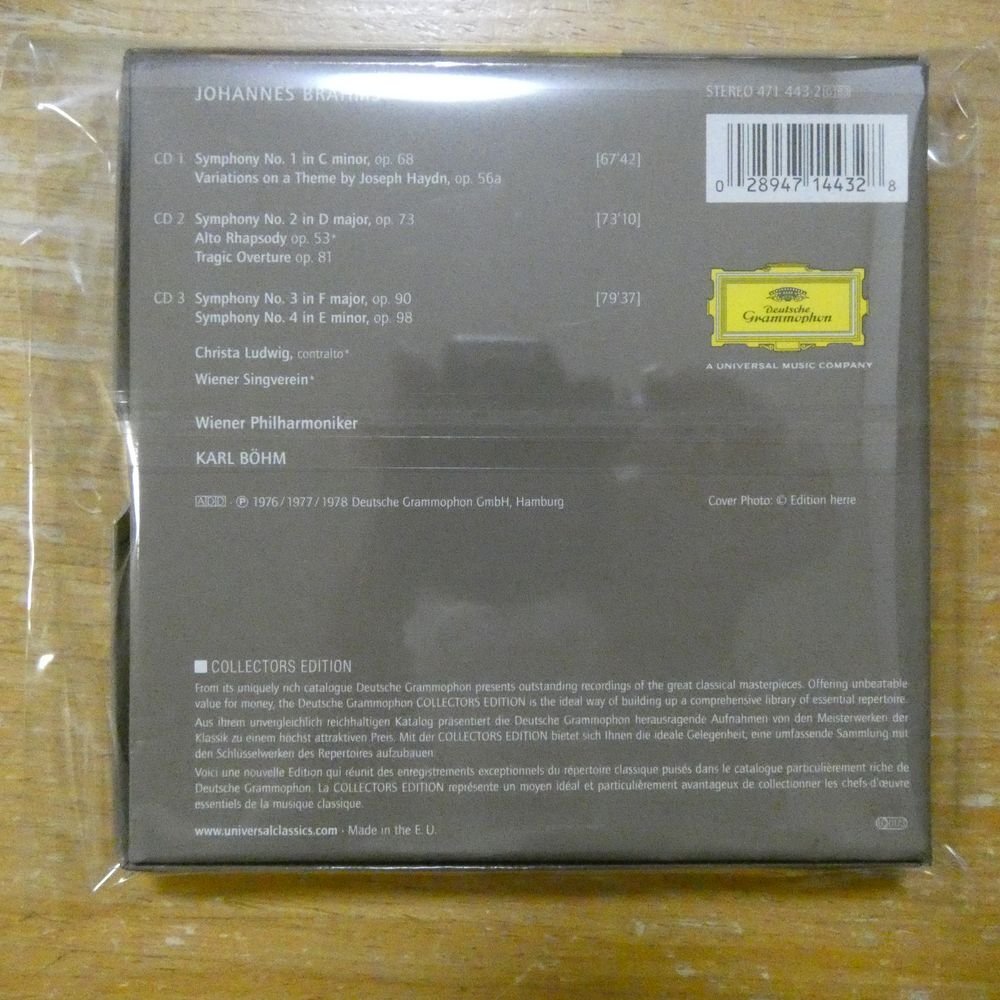 JOHANNES BRAHMS
STEREO 471 443-2
CD 1 Symphony No. 1 in C minor, op. 68 [67'42]
Variations on a Theme by Joseph Haydn, op. 56a
0 28947 14432 8
CD 2 Symphony No. 2 in D major, op. 73 [73'10]
Alto Rhapsody op. 53*
Tragic Overture op. 81
CD 3 Symphony No. 3 in F major, op. 90 [79'37]
Symphony No. 4 in E minor, op. 98
Deutsche
Grammophon
A UNIVERSAL MUSIC COMPANY
Christa Ludwig, contralto*
Wiener Singverein*
Wiener Philharmoniker
KARL BÖHM
ADD · ℗ 1976/1977/1978 Deutsche Grammophon GmbH, Hamburg
Cover Photo: © Edition herre
COLLECTORS EDITION
From its uniquely rich catalogue Deutsche Grammophon presents outstanding recordings of the great classical masterpieces. Offering unbeatable
value for money, the Deutsche Grammophon COLLECTORS EDITION is the ideal way of building up a comprehensive library of essential repertoire.
Aus ihrem unvergleichlich reichhaltigen Katalog präsentiert die Deutsche Grammophon herausragende Aufnahmen von den Meisterwerken der
Klassik zu einem höchst attraktiven Preis. Mit der COLLECTORS EDITION bietet sich Ihnen die ideale Gelegenheit, eine umfassende Sammlung mit
den Schlüsselwerken des Repertoires aufzubauen.
Voici une nouvelle Edition qui réunit des enregistrements exceptionnels du répertoire classique puisés dans le catalogue particulièrement riche de
Deutsche Grammophon. La COLLECTORS EDITION représente un moyen idéal et particulièrement avantageux de collectionner les chefs-d'œuvre
essentiels de la musique classique.
www.universalclassics.com · Made in the E. U.